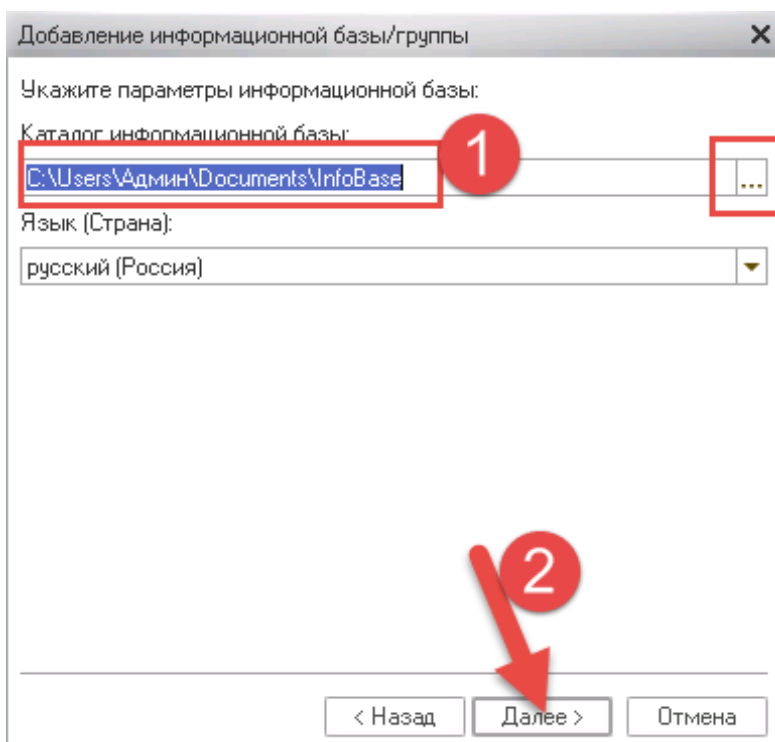 Добавление информационной базы/группы
Укажите параметры информационной базы:
Каталог информационной базы:
1
C:\Users\Админ\Documents\InfoBase
...
Язык (Страна):
русский (Россия)
2
< Назад Далее > Отмена